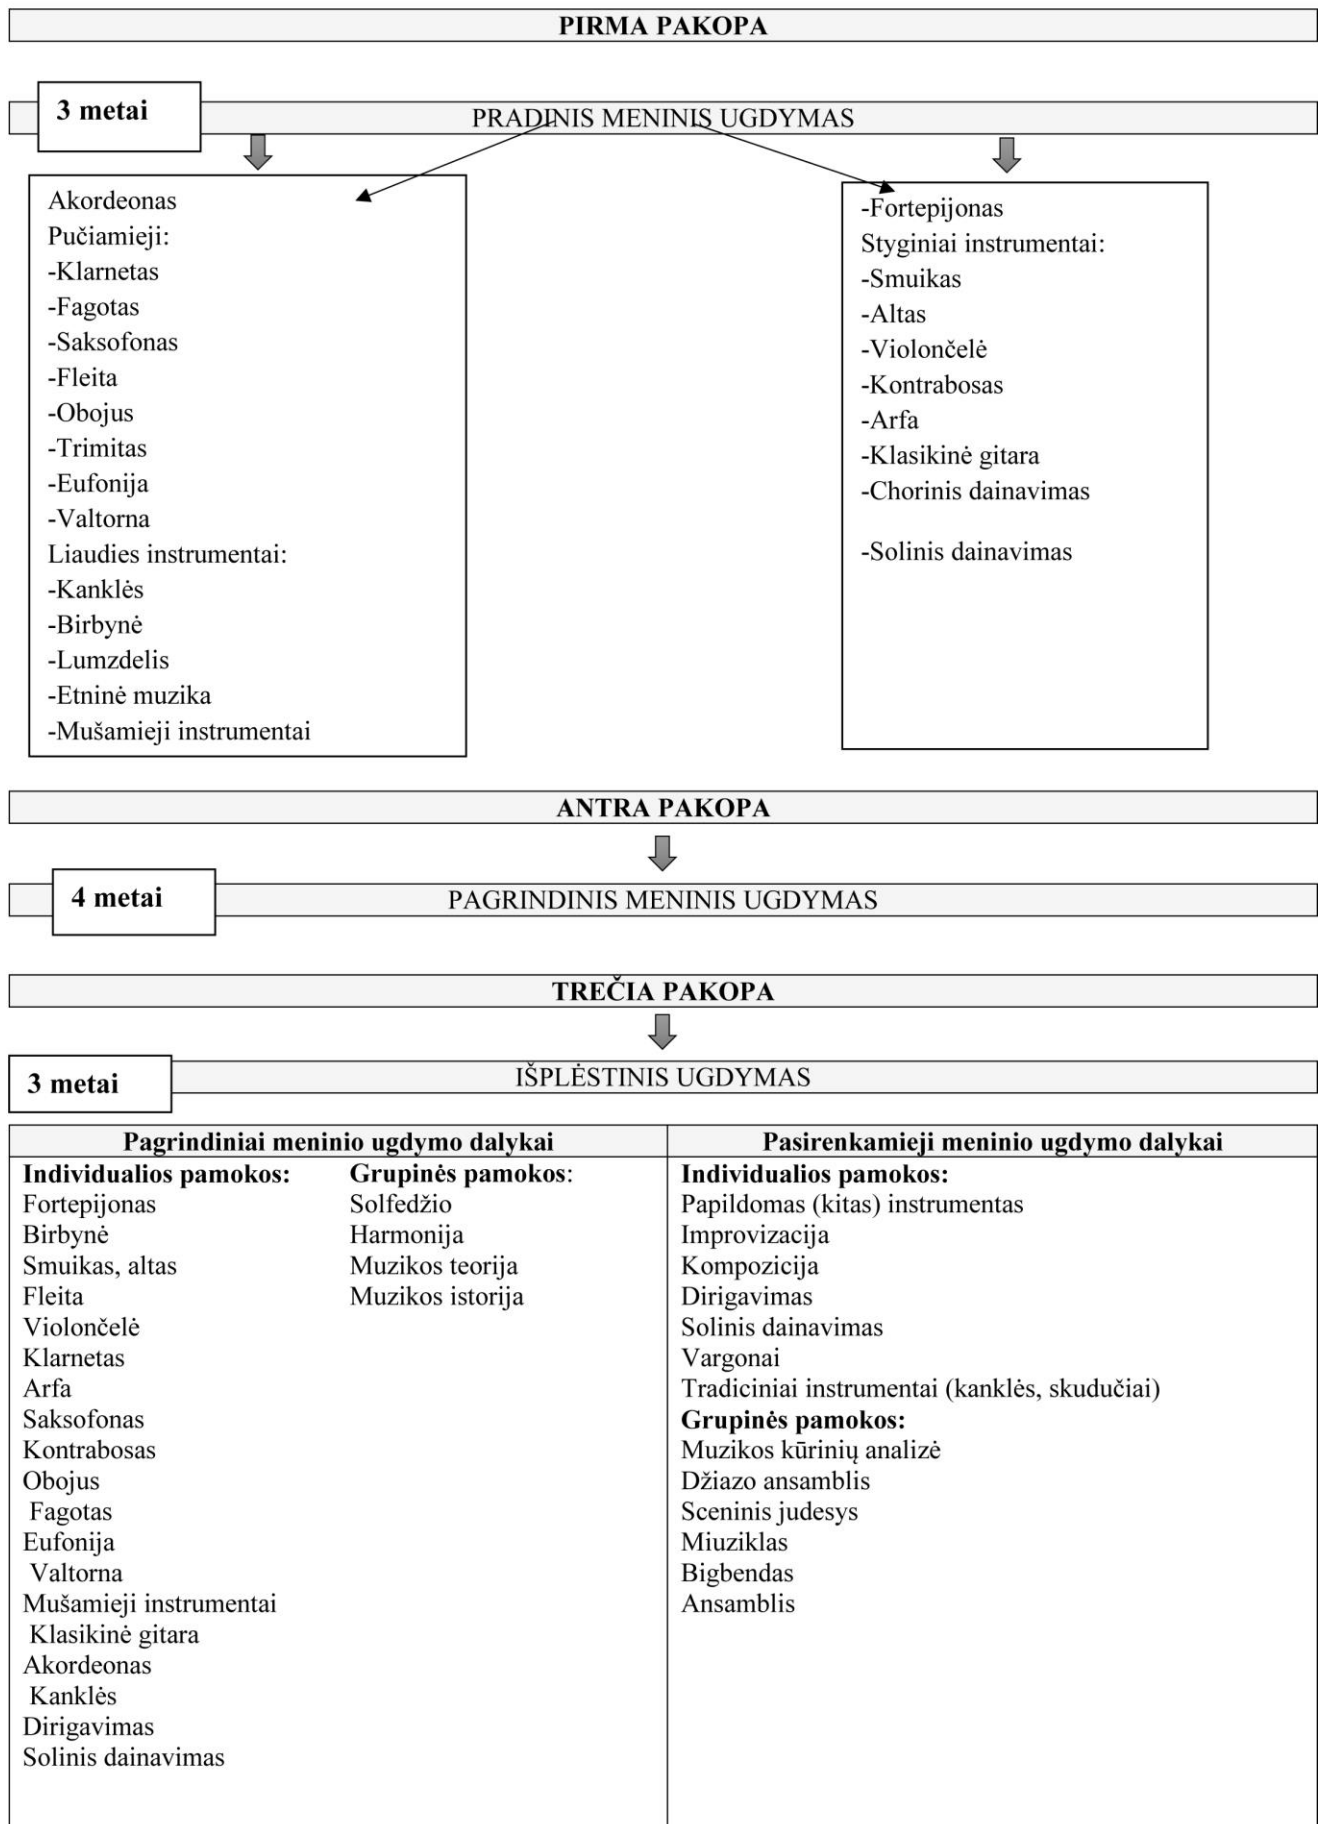 PIRMA PAKOPA
3 metai
PRADINIS MENINIS UGDYMAS
Akordeonas
Pučiamieji:
-Klarnetas
-Fagotas
-Saksofonas
-Fleita
-Obojus
-Trimitas
-Eufonija
-Valtorna
Liaudies instrumentai:
-Kanklės
-Birbynė
-Lumzdelis
-Etninė muzika
-Mušamieji instrumentai
-Fortepijonas
Styginiai instrumentai:
-Smuikas
-Altas
-Violončelė
-Kontrabosas
-Arfa
-Klasikinė gitara
-Chorinis dainavimas
-Solinis dainavimas
ANTRA PAKOPA
4 metai
PAGRINDINIS MENINIS UGDYMAS
TREČIA PAKOPA
3 metai
IŠPLĖSTINIS UGDYMAS
Pagrindiniai meninio ugdymo dalykai
Individualios pamokos:
Fortepijonas
Birbynė
Smuikas, altas
Fleita
Violončelė
Klarnetas
Arfa
Saksofonas
Kontrabosas
Obojus
Fagotas
Eufonija
Valtorna
Mušamieji instrumentai
Klasikinė gitara
Akordeonas
Kanklės
Dirigavimas
Solinis dainavimas
Grupinės pamokos:
Solfedžio
Harmonija
Muzikos teorija
Muzikos istorija
Pasirenkamieji meninio ugdymo dalykai
Individualios pamokos:
Papildomas (kitas) instrumentas
Improvizacija
Kompozicija
Dirigavimas
Solinis dainavimas
Vargonai
Tradiciniai instrumentai (kanklės, skudučiai)
Grupinės pamokos:
Muzikos kūrinių analizė
Džiazo ansamblis
Sceninis judesys
Miuziklas
Bigbendas
Ansamblis